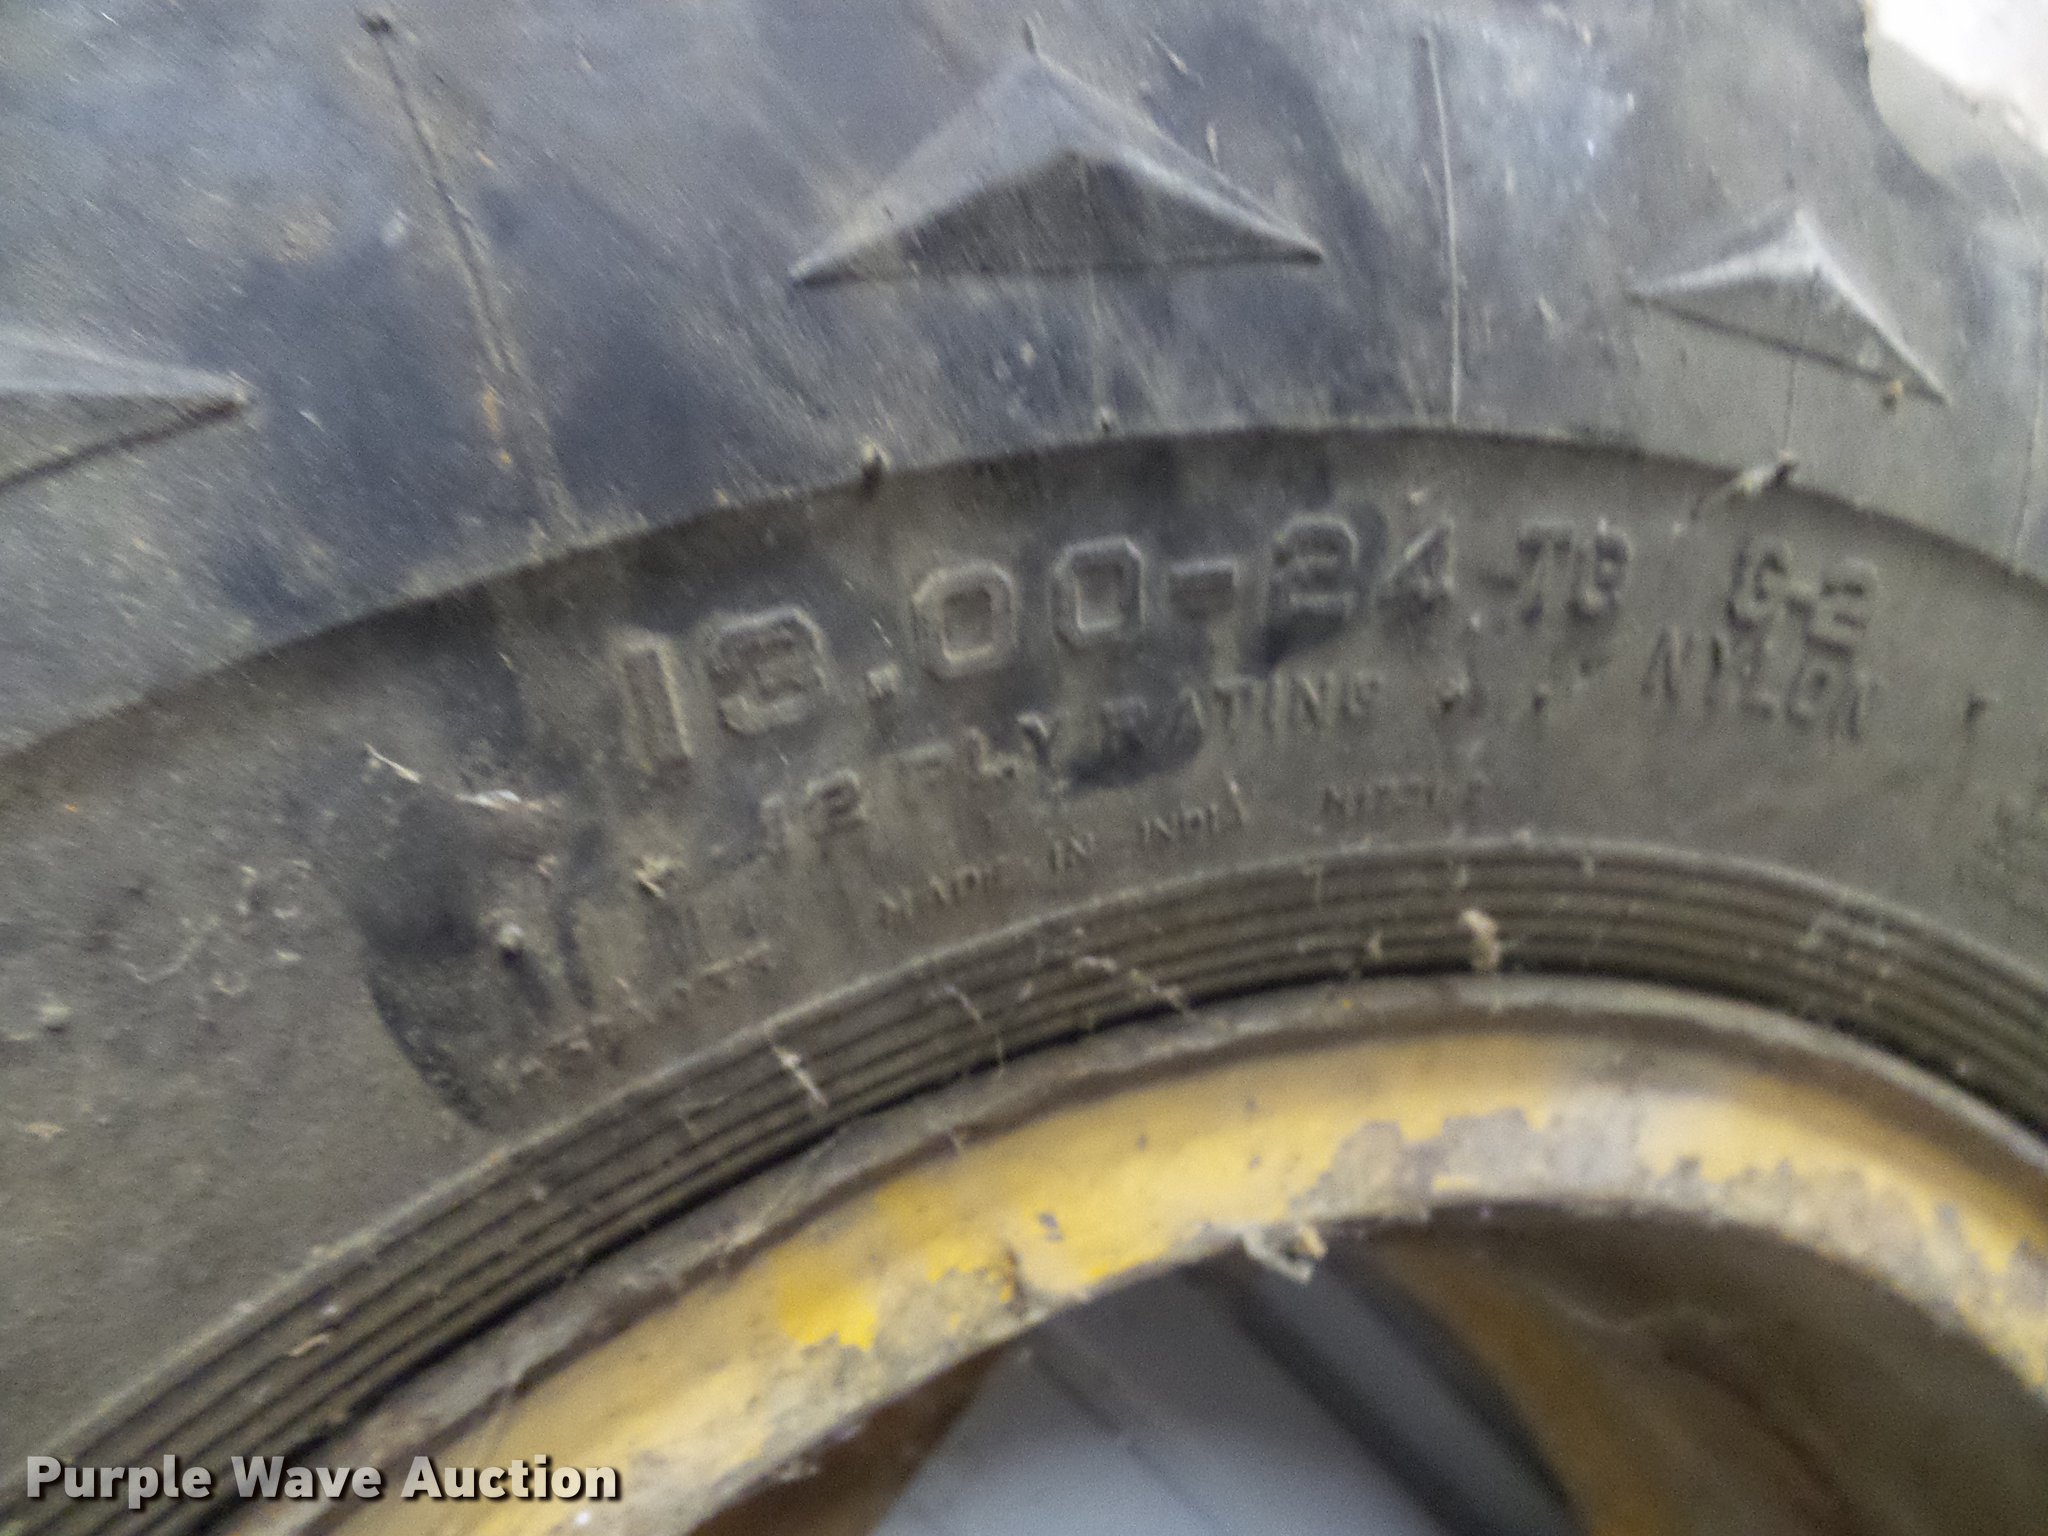 13.00-24 TG G-2
12 PLY RATING NYLON
MADE IN INDIA
Purple Wave Auction